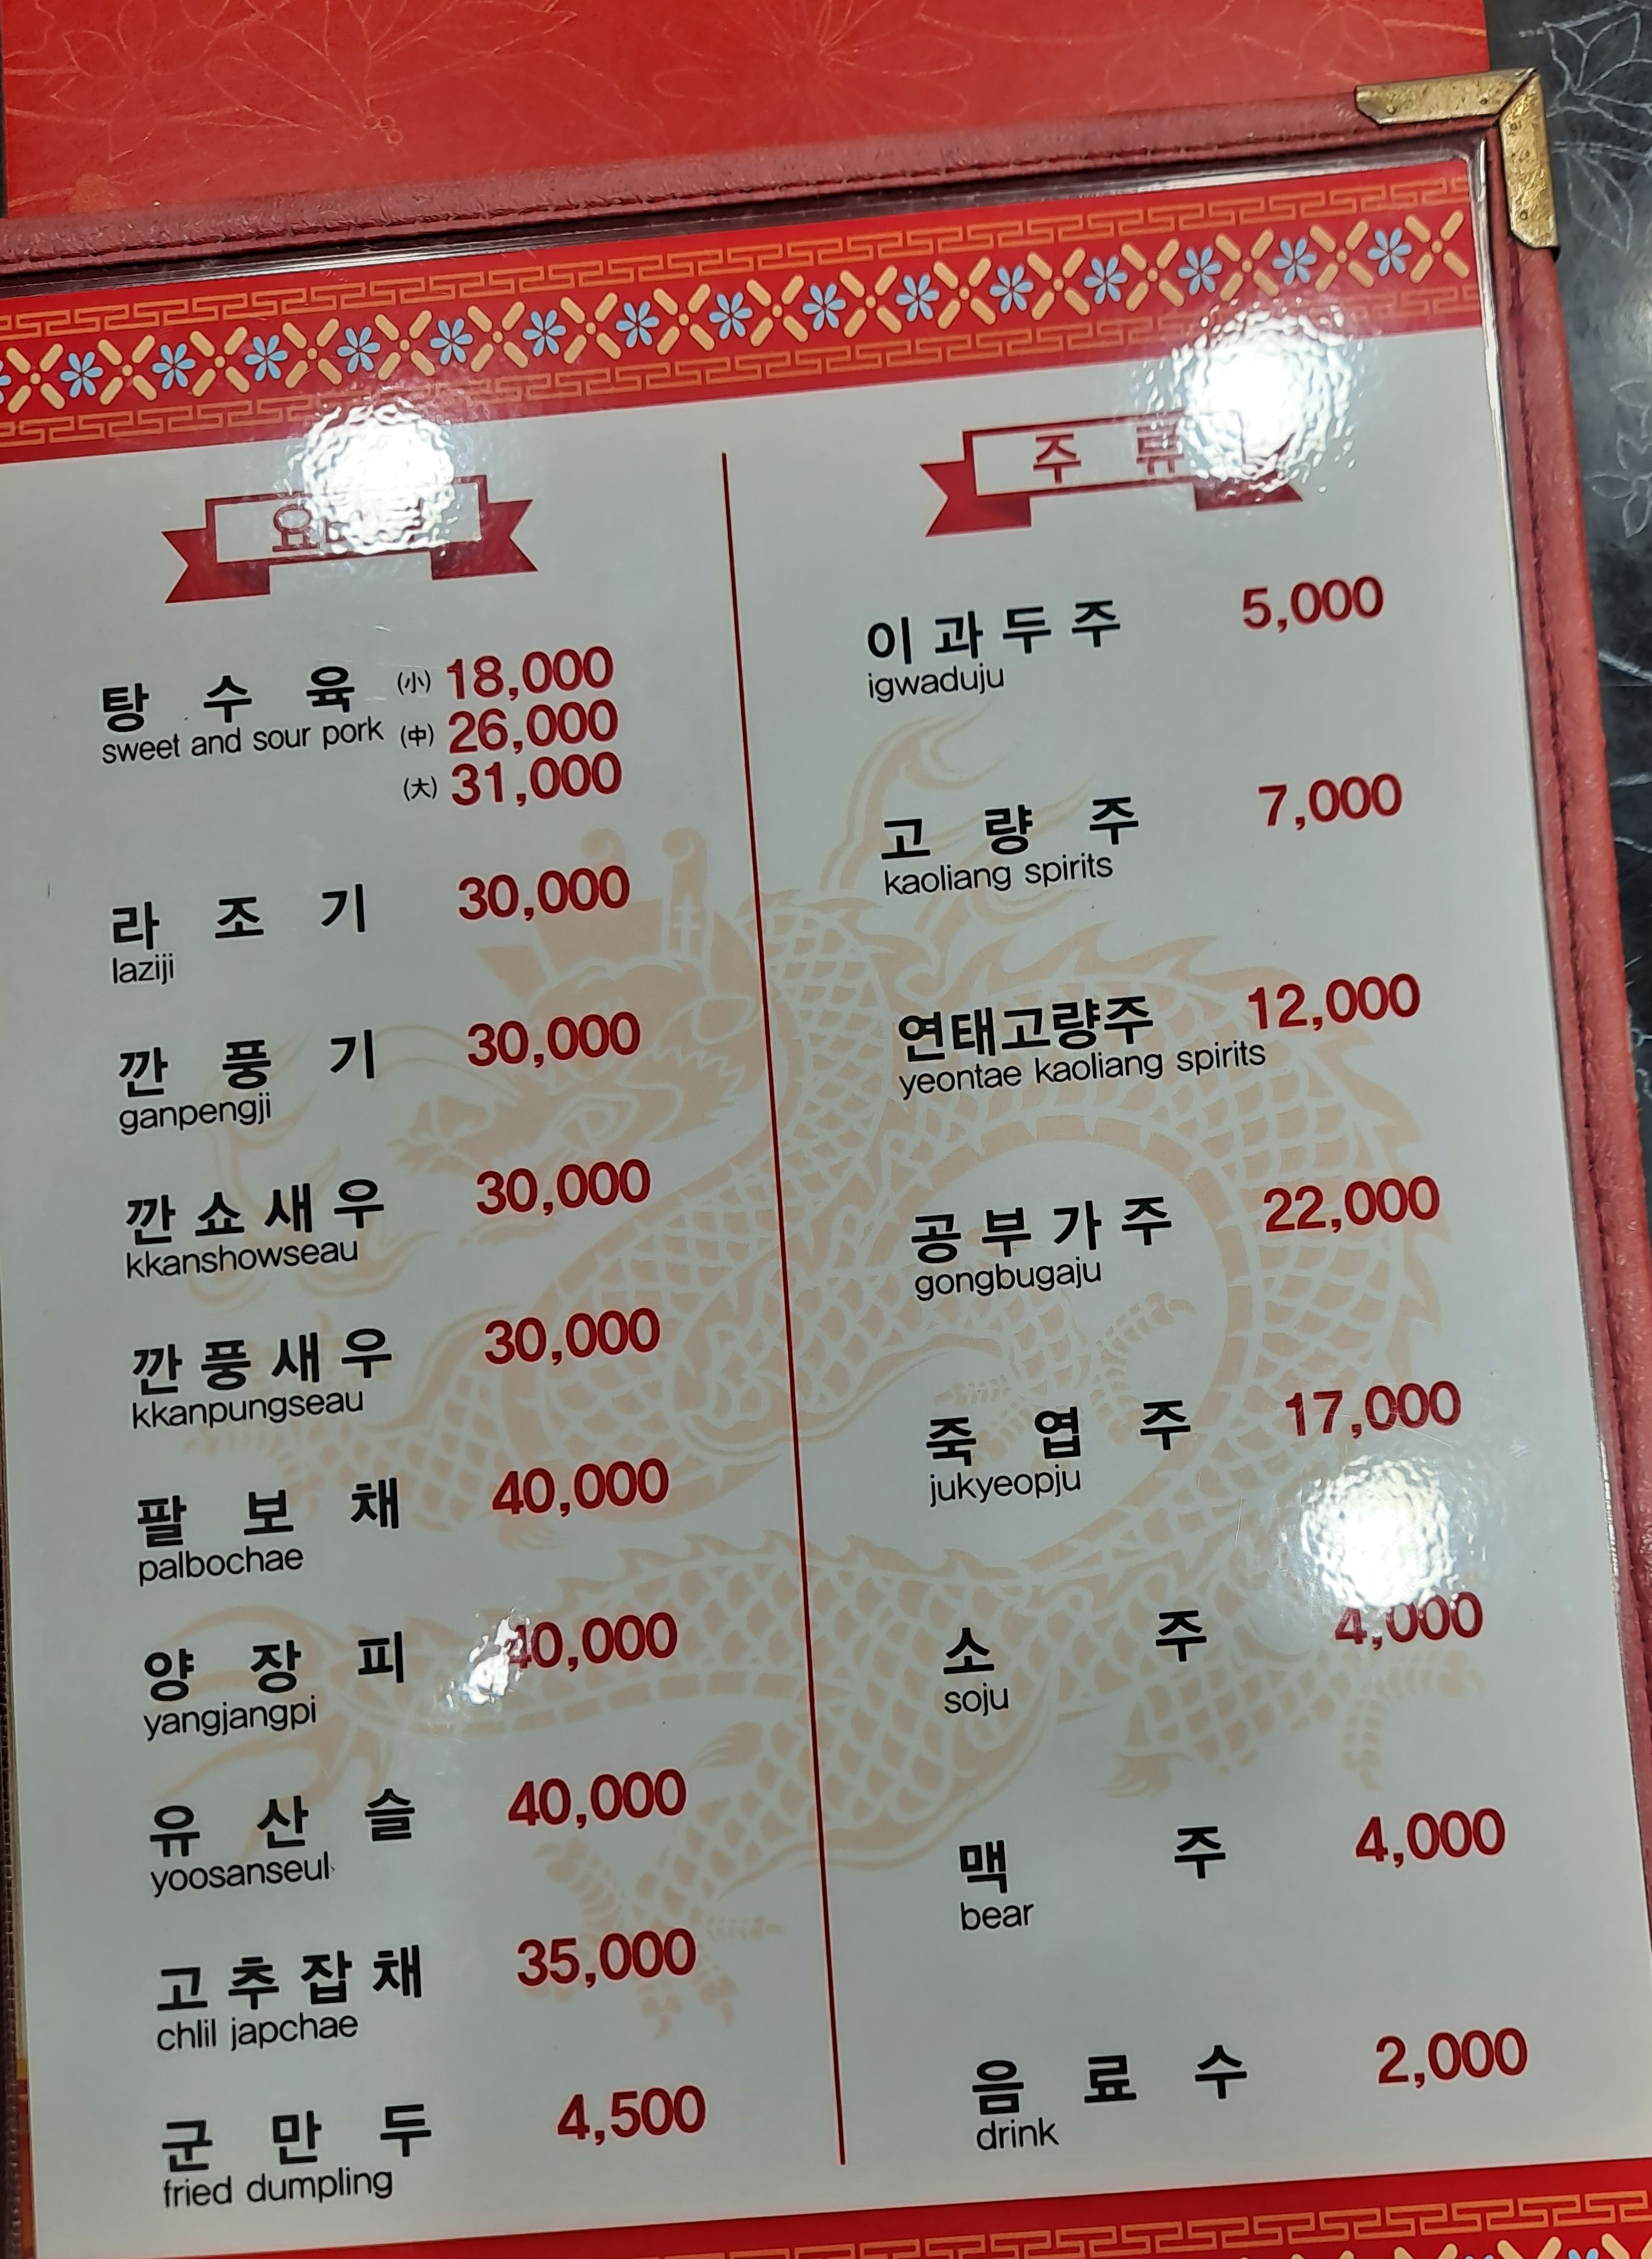 탕 수 육 (小) 18,000
sweet and sour pork (中) 26,000
(大) 31,000
라 조 기 30,000
laziji
깐 풍 기 30,000
ganpengji
깐 쇼 새 우 30,000
kkanshowseau
깐 풍 새 우 30,000
kkanpungseau
팔 보 채 40,000
palbochae
양 장 피 40,000
yangjangpi
유 산 슬 40,000
yoosanseul
고 추 잡 채 35,000
chlil japchae
군 만 두 4,500
fried dumpling
주 류
이 과 두 주 5,000
igwaduju
고 량 주 7,000
kaoliang spirits
연태고량주 12,000
yeontae kaoliang spirits
공 부 가 주 22,000
gongbugaju
죽 엽 주 17,000
jukyeopju
소 주 4,000
soju
맥 주 4,000
bear
음 료 수 2,000
drink